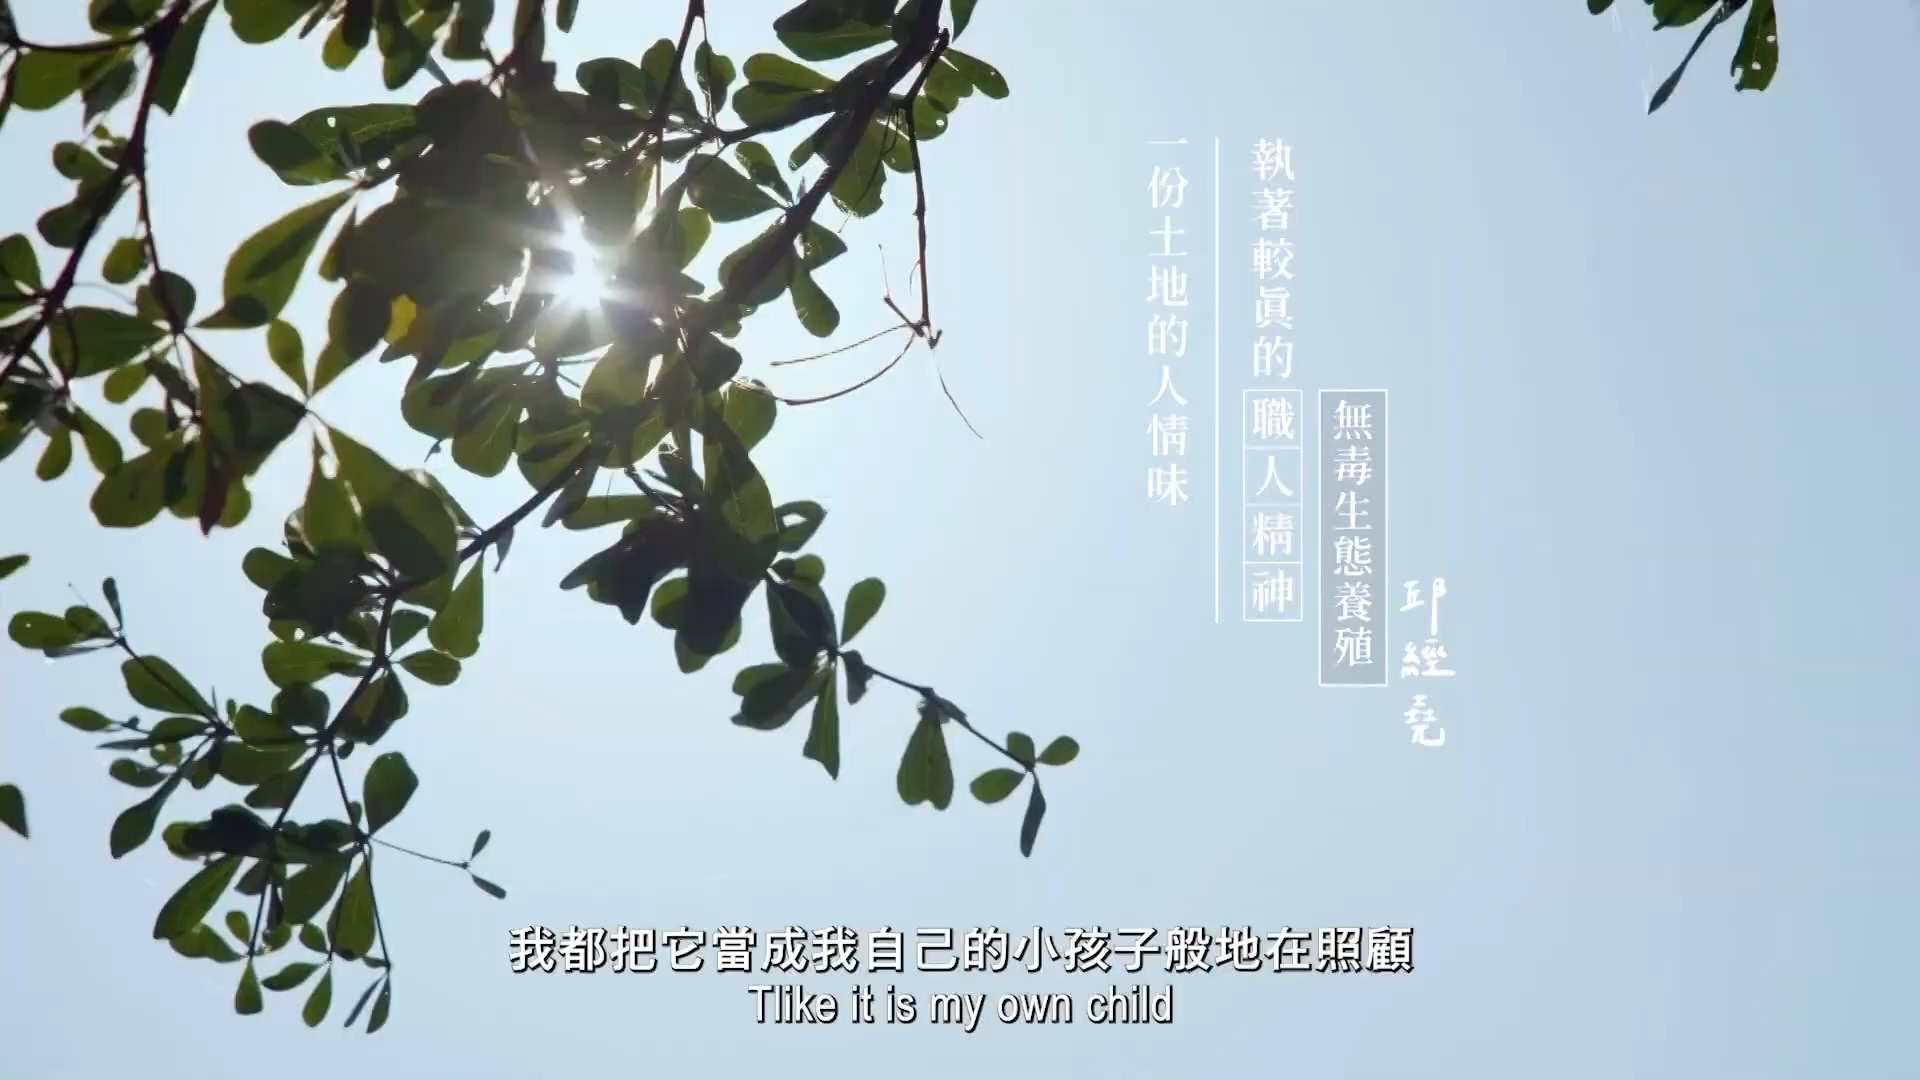 邱經堯
無毒生態養殖
執著較眞的職人精神
一份土地的人情味
我都把它當成我自己的小孩子般地在照顧
Tlike it is my own child